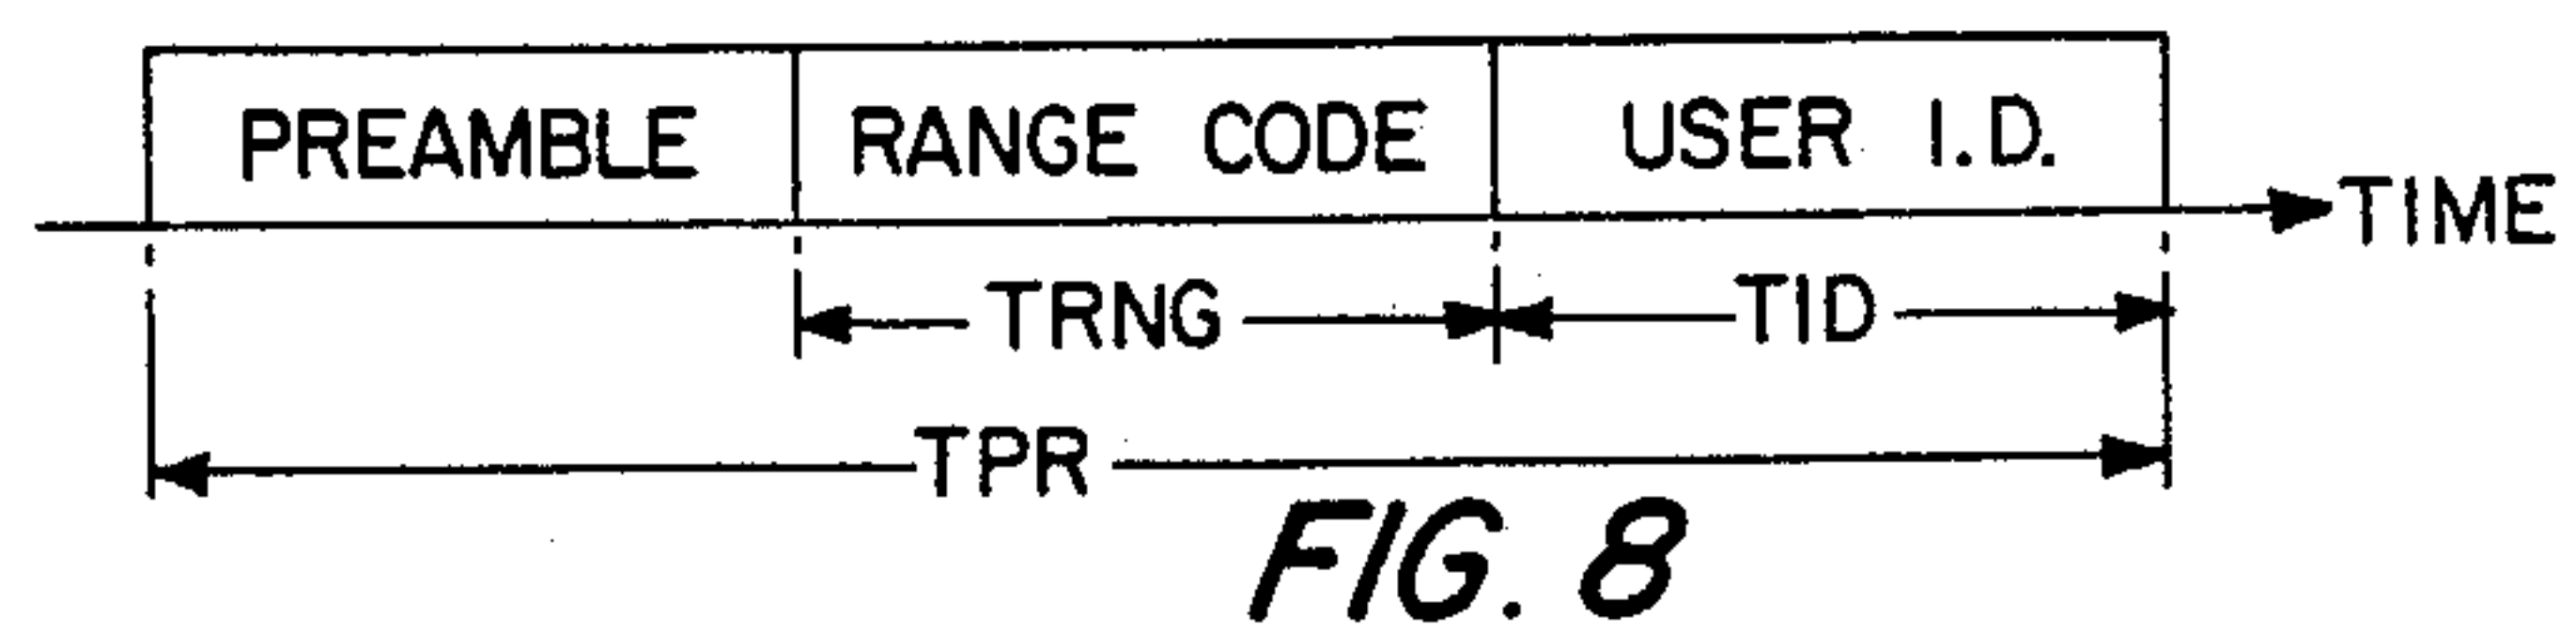 PREAMBLE RANGE CODE USER I.D.
TIME
TRNG TID
TPR
FIG. 8